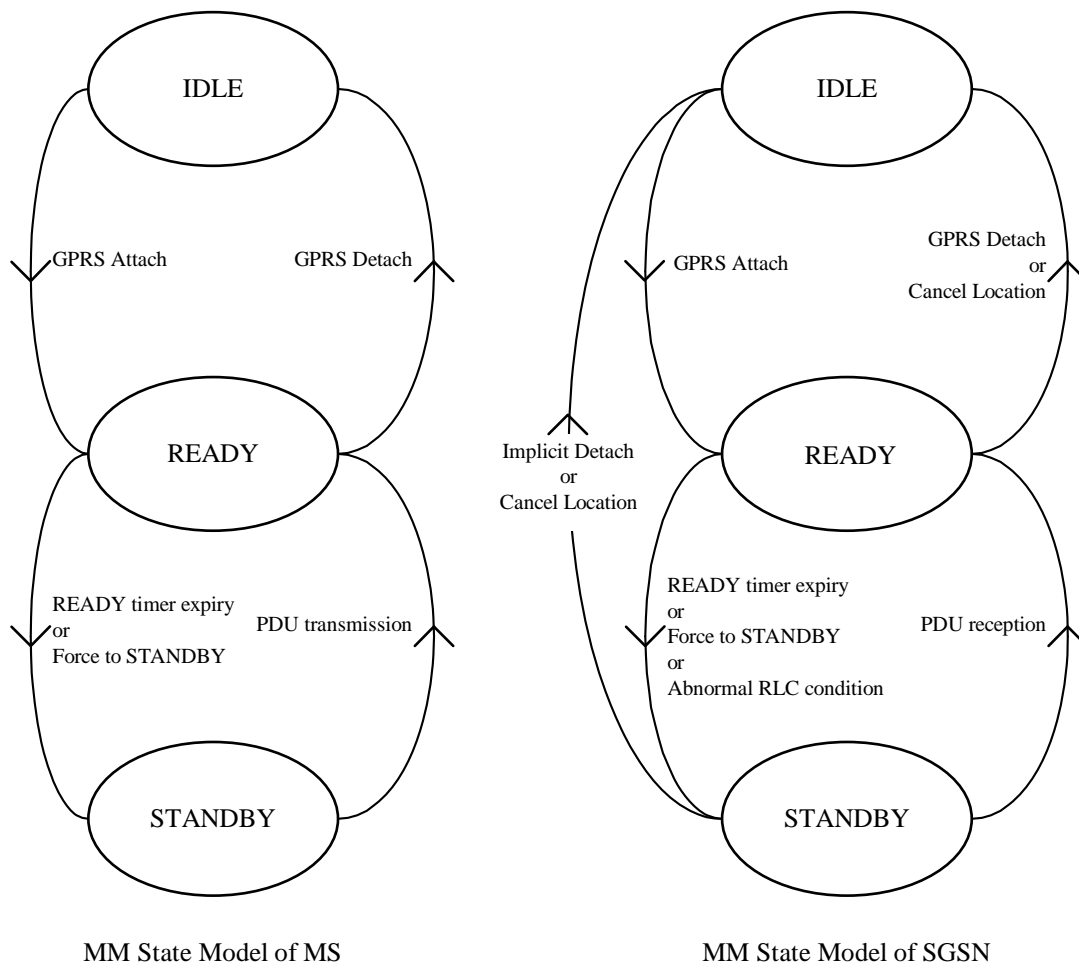 IDLE
GPRS Attach
GPRS Detach
READY
READY timer expiry
or
Force to STANDBY
PDU transmission
STANDBY
MM State Model of MS
IDLE
GPRS Attach
GPRS Detach
or
Cancel Location
Implicit Detach
or
Cancel Location
READY
READY timer expiry
or
Force to STANDBY
or
Abnormal RLC condition
PDU reception
STANDBY
MM State Model of SGSN